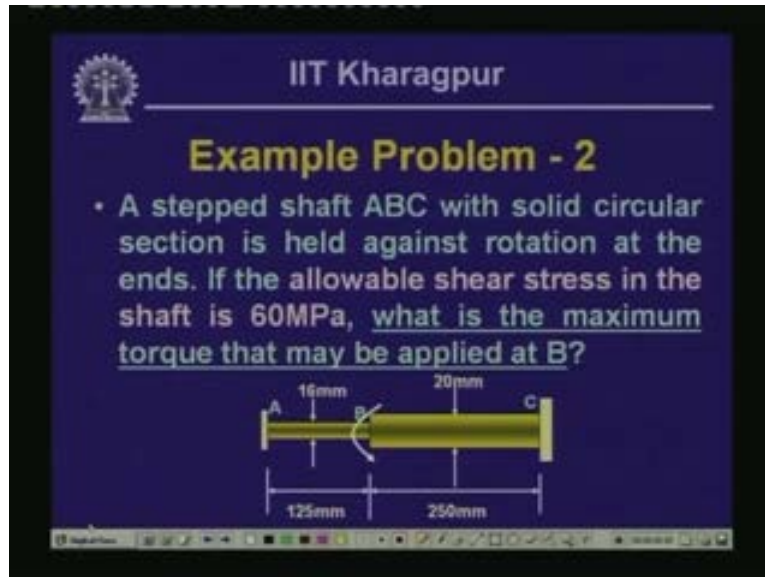 IIT Kharagpur
Example Problem - 2
• A stepped shaft ABC with solid circular
section is held against rotation at the
ends. If the allowable shear stress in the
shaft is 60MPa, what is the maximum
torque that may be applied at B?
16mm
20mm
A
B
C
125mm
250mm